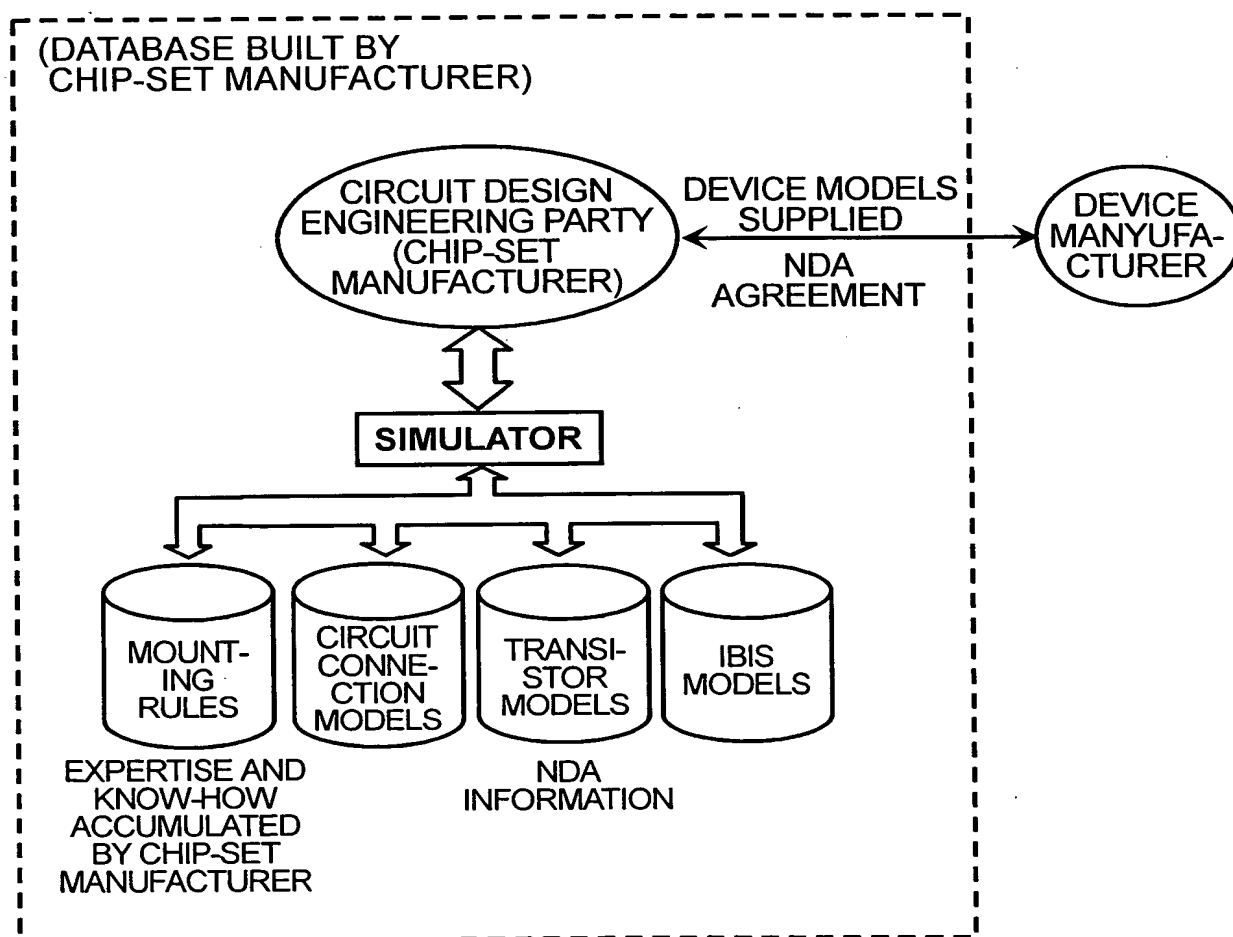 (DATABASE BUILT BY
CHIP-SET MANUFACTURER)
CIRCUIT DESIGN
ENGINEERING PARTY
(CHIP-SET
MANUFACTURER)
DEVICE MODELS
SUPPLIED
NDA
AGREEMENT
DEVICE
MANYUFA-
CTURER
SIMULATOR
MOUNT-
ING
RULES
CIRCUIT
CONNE-
CTION
MODELS
TRANSI-
STOR
MODELS
IBIS
MODELS
EXPERTISE AND
KNOW-HOW
ACCUMULATED
BY CHIP-SET
MANUFACTURER
NDA
INFORMATION